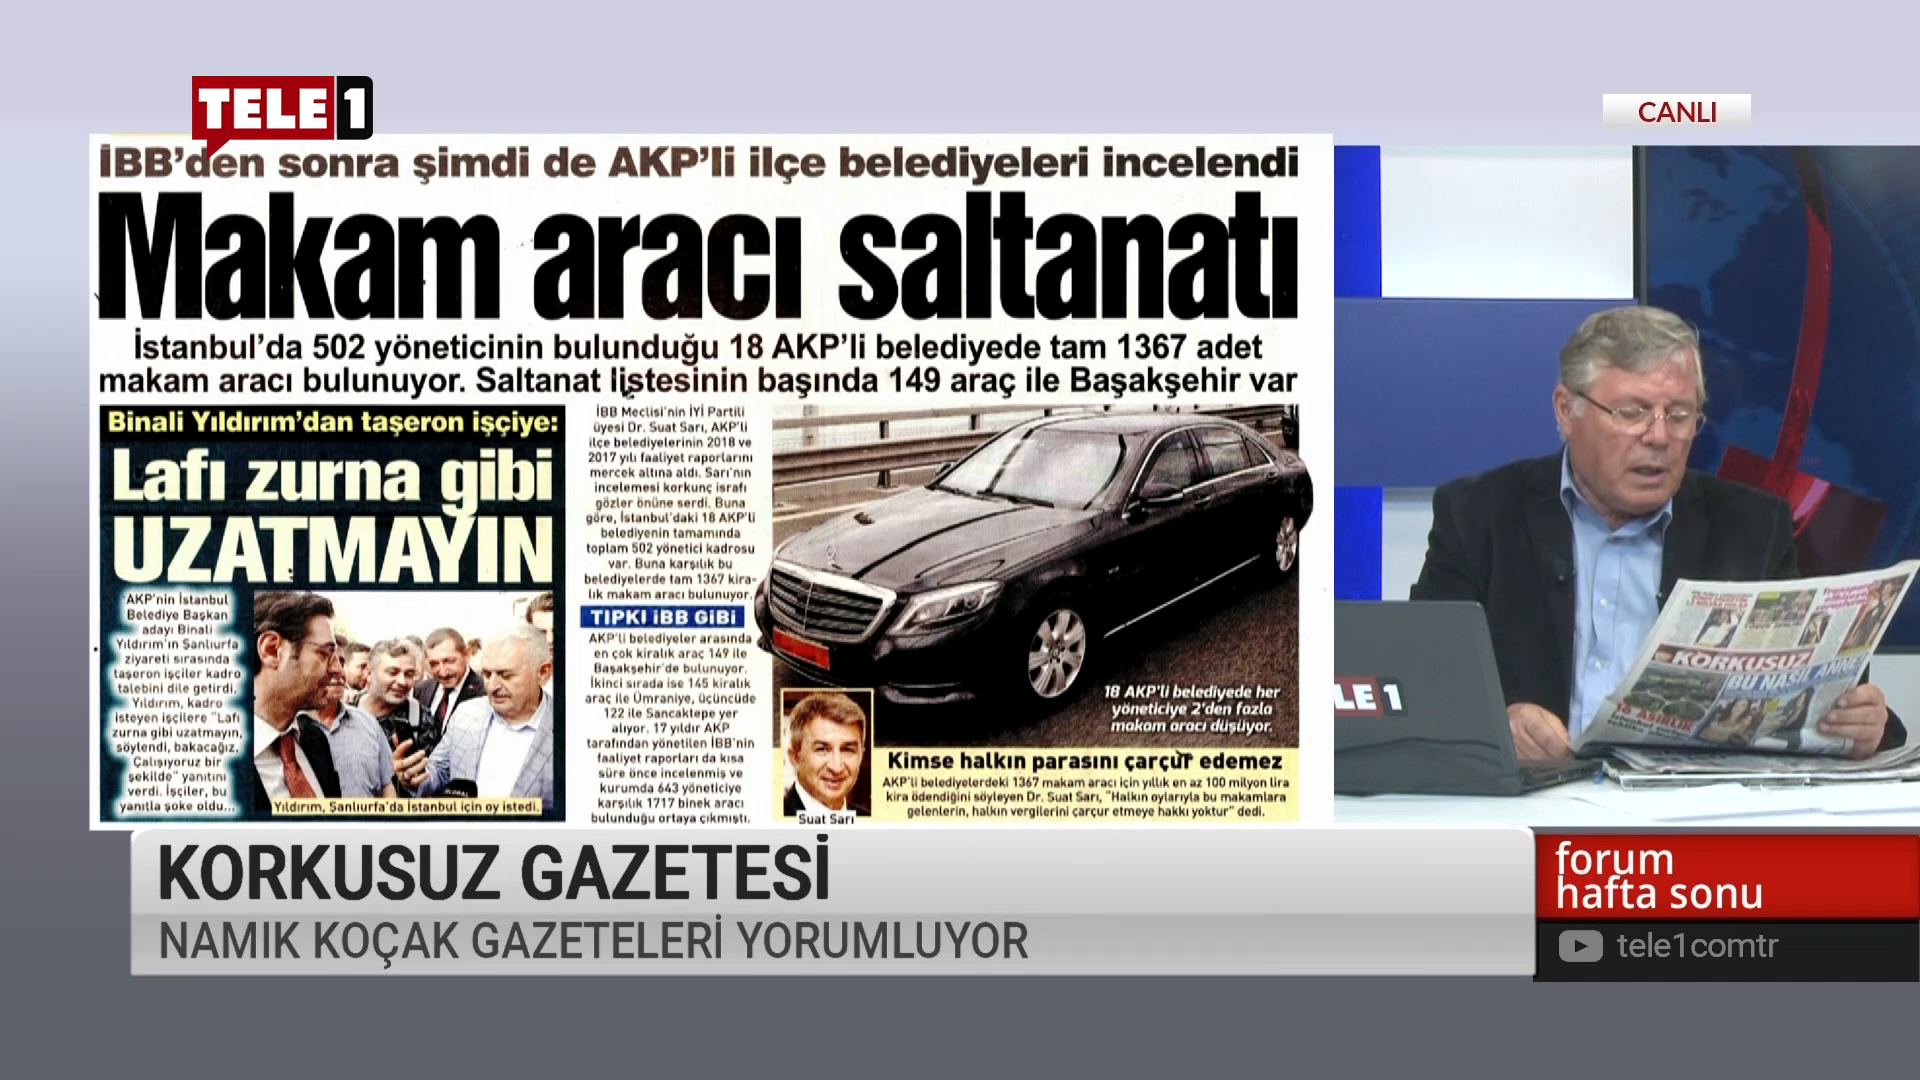 TELE1
CANLI
İBB'den sonra şimdi de AKP'li ilçe belediyeleri incelendi
Makam aracı saltanatı
İstanbul'da 502 yöneticinin bulunduğu 18 AKP'li belediyede tam 1367 adet
makam aracı bulunuyor. Saltanat listesinin başında 149 araç ile Başakşehir var
Binali Yıldırım'dan taşeron işçiye:
Lafı zurna gibi
UZATMAYIN
AKP'nin İstanbul
Belediye Başkan
adayı Binali
Yıldırım'ın Şanlıurfa
ziyareti sırasında
taşeron işçiler kadro
talebini dile getirdi.
Yıldırım, kadro
isteyen işçilere "Lafı
zurna gibi uzatmayın,
söylendi, bakacağız.
Çalışıyoruz bir
şekilde" yanıtını
verdi. İşçiler, bu
yanıtla şoke oldu...
Yıldırım, Şanlıurfa'da İstanbul için oy istedi.
İBB Meclisi'nin İYİ Partili
üyesi Dr. Suat Sarı, AKP'li
ilçe belediyelerinin 2018 ve
2017 yılı faaliyet raporlarını
mercek altına aldı. Sarı'nın
incelemesi korkunç israfı
gözler önüne serdi. Buna
göre, İstanbul'daki 18 AKP'li
belediyenin tamamında
toplam 502 yönetici kadrosu
var. Buna karşılık bu
belediyelerde tam 1367 kira-
lık makam aracı bulunuyor.
TIPKI İBB GİBİ
AKP'li belediyeler arasında
en çok kiralık araç 149 ile
Başakşehir'de bulunuyor.
İkinci sırada ise 145 kiralık
araç ile Ümraniye, üçüncüde
122 ile Sancaktepe yer
alıyor. 17 yıldır AKP
tarafından yönetilen İBB'nin
faaliyet raporları da kısa
süre önce incelenmiş ve
kurumda 643 yöneticiye
karşılık 1717 binek aracı
bulunduğu ortaya çıkmıştı.
18 AKP'li belediyede her
yöneticiye 2'den fazla
makam aracı düşüyor.
Suat Sarı
Kimse halkın parasını çarçur edemez
AKP'li belediyelerdeki 1367 makam aracı için yıllık en az 100 milyon lira
kira ödendiğini söyleyen Dr. Suat Sarı, "Halkın oylarıyla bu makamlara
gelenlerin, halkın vergilerini çarçur etmeye hakkı yoktur" dedi.
LE 1
KORKUSUZ
BU NASIL ANNE
KORKUSUZ GAZETESİ
NAMIK KOÇAK GAZETELERİ YORUMLUYOR
forum
hafta sonu
tele1comtr